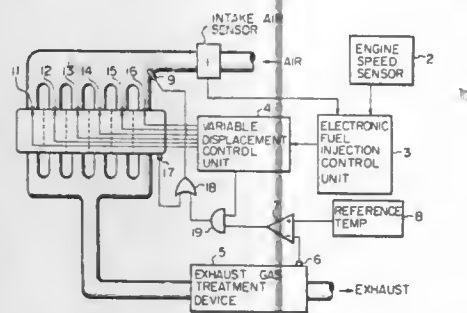 INTAKE AIR
SENSOR
1
AIR
ENGINE
SPEED
SENSOR
2
11
12
13
14
15
16
9
4
VARIABLE
DISPLACEMENT
CONTROL
UNIT
ELECTRONIC
FUEL
INJECTION
CONTROL
UNIT
3
17
18
19
7
REFERENCE
TEMP
8
5
6
EXHAUST GAS
TREATMENT
DEVICE
EXHAUST